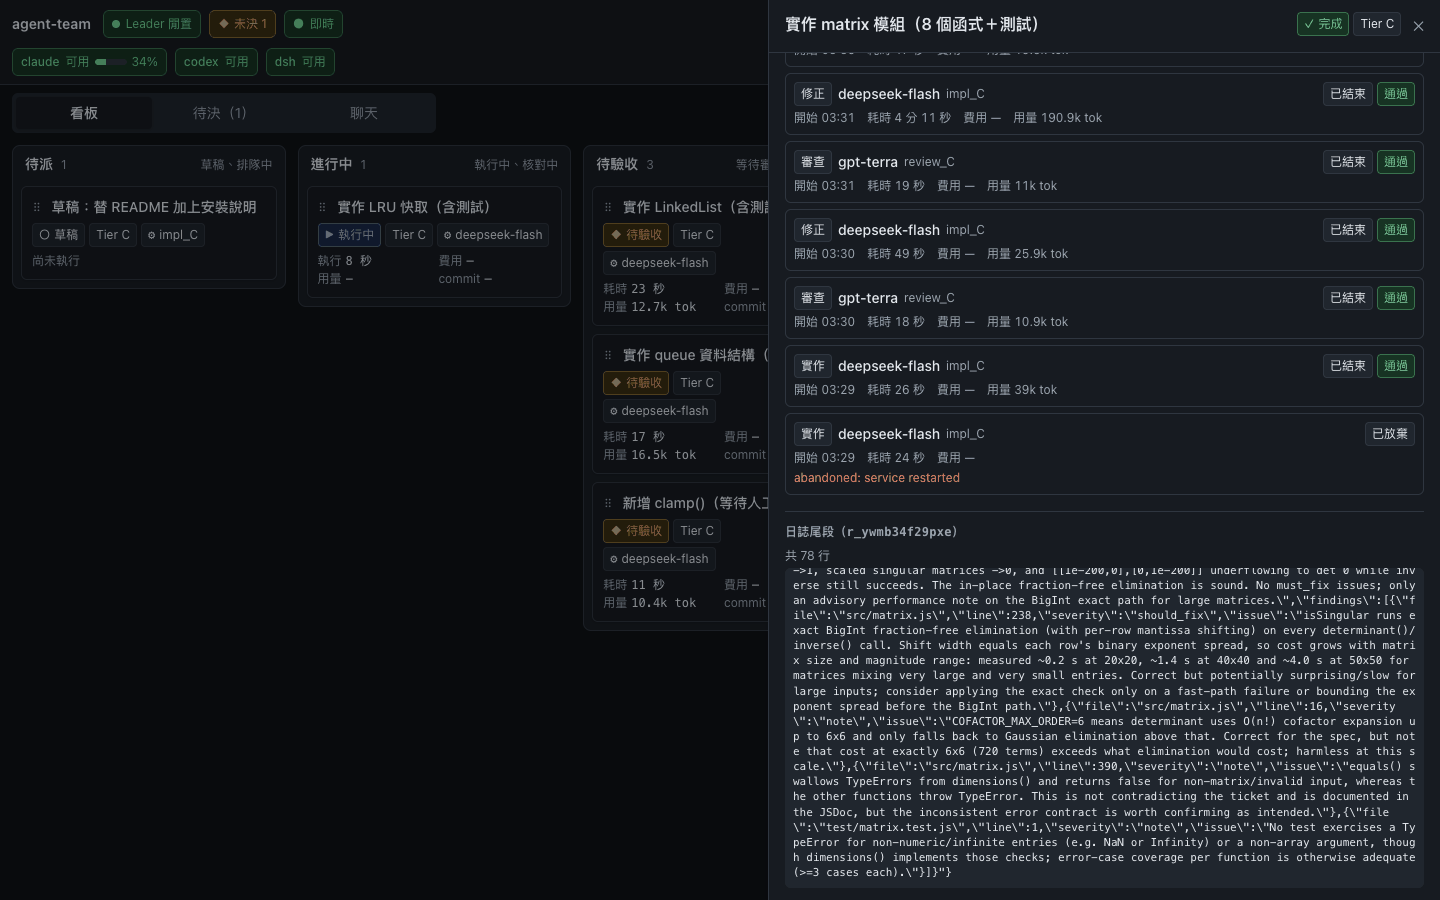 agent-team
Leader 閒置
未決 1
即時
claude 可用 34%
codex 可用
dsh 可用
看板
待決（1）
聊天
待派 1
草稿、排隊中
草稿：替 README 加上安裝說明
草稿
Tier C
impl_C
尚未執行
進行中 1
執行中、核對中
實作 LRU 快取（含測試）
執行中
Tier C
deepseek-flash
執行 8 秒
費用 —
用量 —
commit —
待驗收 3
實作 LinkedList（含測
待驗收
Tier C
deepseek-flash
耗時 23 秒
費用 —
用量 12.7k tok
commit
實作 queue 資料結構（
待驗收
Tier C
deepseek-flash
耗時 17 秒
費用 —
用量 16.5k tok
commit
新增 clamp()（等待人
待驗收
Tier C
deepseek-flash
耗時 11 秒
費用 —
用量 10.4k tok
commit
實作 matrix 模組（8 個函式＋測試）
✓ 完成
Tier C
×
修正 deepseek-flash impl_C 已結束 通過
開始 03:31 耗時 4 分 11 秒 費用 — 用量 190.9k tok
審查 gpt-terra review_C 已結束 通過
開始 03:31 耗時 19 秒 費用 — 用量 11k tok
修正 deepseek-flash impl_C 已結束 通過
開始 03:30 耗時 49 秒 費用 — 用量 25.9k tok
審查 gpt-terra review_C 已結束 通過
開始 03:30 耗時 18 秒 費用 — 用量 10.9k tok
實作 deepseek-flash impl_C 已結束 通過
開始 03:29 耗時 26 秒 費用 — 用量 39k tok
實作 deepseek-flash impl_C 已放棄
開始 03:29 耗時 24 秒 費用 —
abandoned: service restarted
日誌尾段（r_ywmb34f29pxe）
共 78 行
->1, scaled singular matrices ->0, and [[1e-200,0],[0,1e-200]] underflowing to det 0 while inv
erse still succeeds. The in-place fraction-free elimination is sound. No must_fix issues; only
an advisory performance note on the BigInt exact path for large matrices.\",\"findings\":[{\"f
ile\":\"src/matrix.js\",\"line\":238,\"severity\":\"should_fix\",\"issue\":\"isSingular runs e
xact BigInt fraction-free elimination (with per-row mantissa shifting) on every determinant()/
inverse() call. Shift width equals each row's binary exponent spread, so cost grows with matri
x size and magnitude range: measured ~0.2 s at 20x20, ~1.4 s at 40x40 and ~4.0 s at 50x50 for
matrices mixing very large and very small entries. Correct but potentially surprising/slow for
large inputs; consider applying the exact check only on a fast-path failure or bounding the ex
ponent spread before the BigInt path.\"},{\"file\":\"src/matrix.js\",\"line\":16,\"severity
\":\"note\",\"issue\":\"COFACTOR_MAX_ORDER=6 means determinant uses O(n!) cofactor expansion u
p to 6x6 and only falls back to Gaussian elimination above that. Correct for the spec, but not
e that cost at exactly 6x6 (720 terms) exceeds what elimination would cost; harmless at this s
cale.\"},{\"file\":\"src/matrix.js\",\"line\":390,\"severity\":\"note\",\"issue\":\"equals() s
wallows TypeErrors from dimensions() and returns false for non-matrix/invalid input, whereas t
he other functions throw TypeError. This is not contradicting the ticket and is documented in
the JSDoc, but the inconsistent error contract is worth confirming as intended.\"},{\"file
\":\"test/matrix.test.js\",\"line\":1,\"severity\":\"note\",\"issue\":\"No test exercises a Ty
peError for non-numeric/infinite entries (e.g. NaN or Infinity) or a non-array argument, thoug
h dimensions() implements those checks; error-case coverage per function is otherwise adequate
(>=3 cases each).\"}]}"}